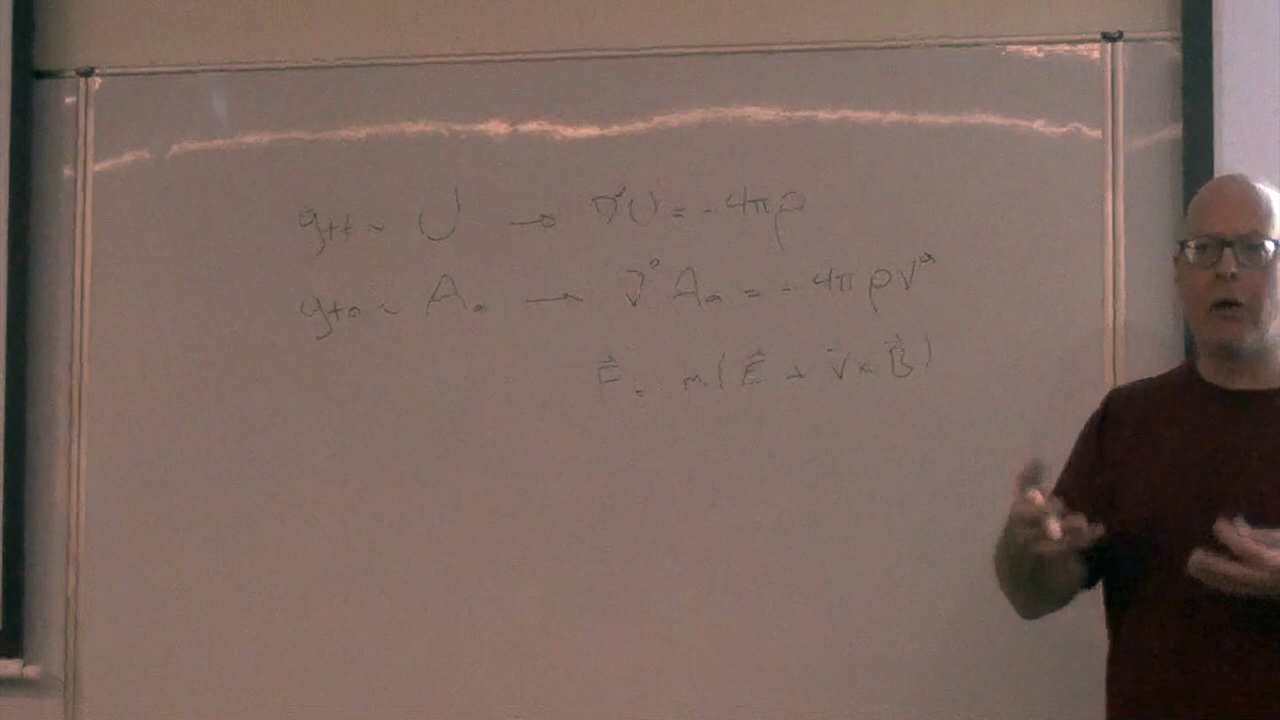 g_tt ~ U → ∇²U = -4πρ
g_ta ~ A_a → ∇²A_a = -4πρv^a
F⃗ = m(E⃗ + v⃗ × B⃗)